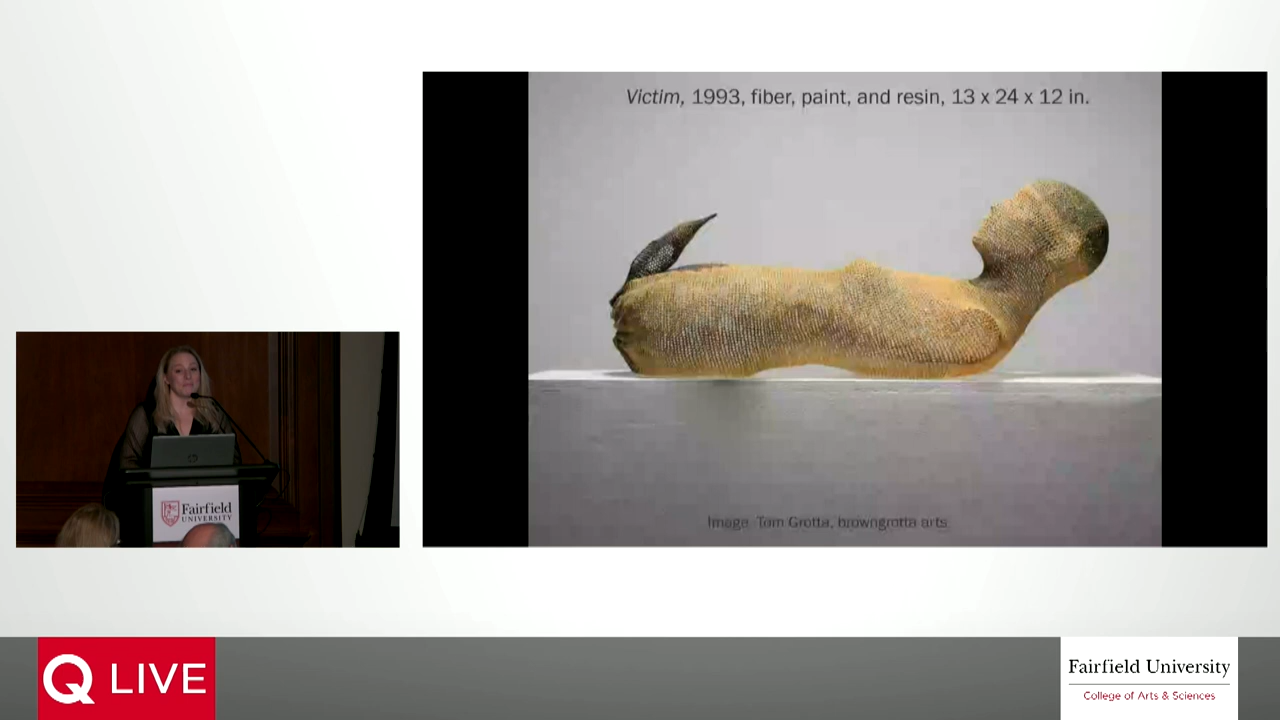 Victim, 1993, fiber, paint, and resin, 13 x 24 x 12 in.
Image: Tom Grotta, browngrotta arts
Fairfield
UNIVERSITY
Q LIVE
Fairfield University
College of Arts & Sciences